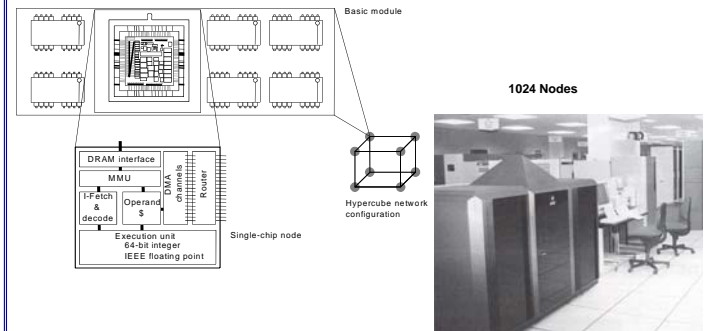 Basic module
1024 Nodes
DRAM interface
MMU
I-Fetch
&
decode
Operand
$
DMA
channels
Router
Execution unit
64-bit integer
IEEE floating point
Single-chip node
Hypercube network
configuration